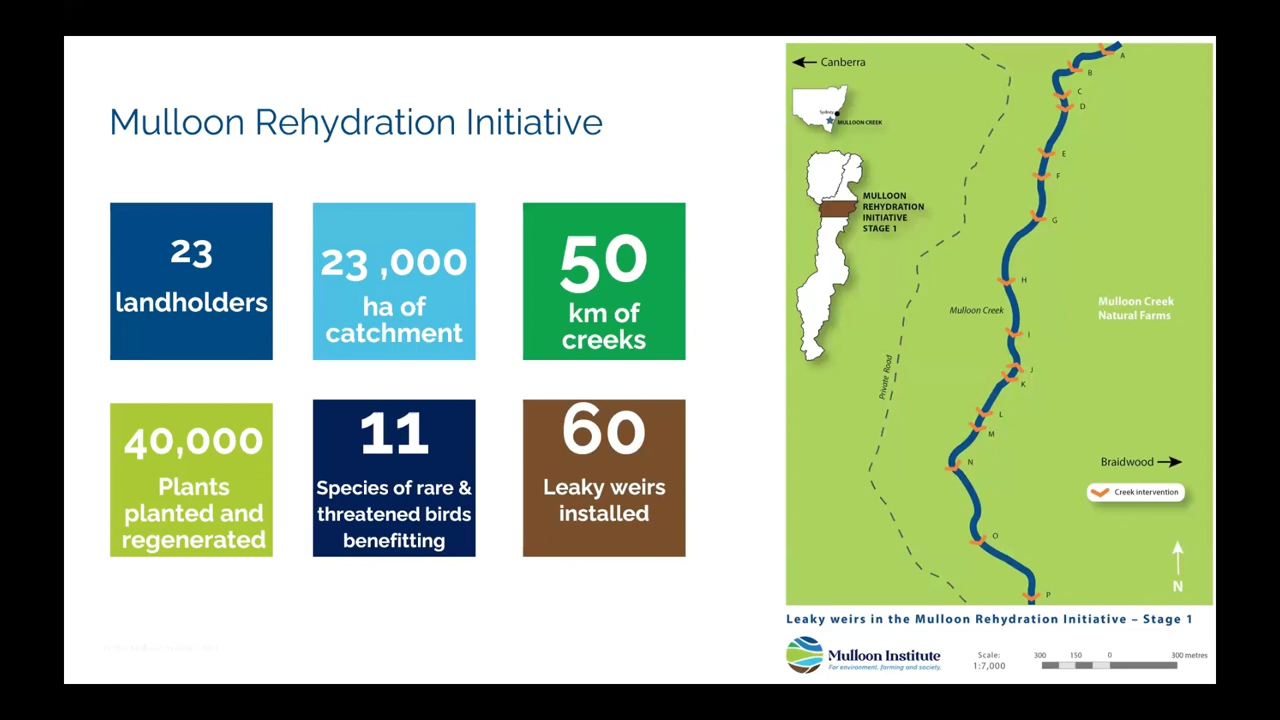 Mulloon Rehydration Initiative
23
landholders
23 ,000
ha of
catchment
50
km of
creeks
40,000
Plants
planted and
regenerated
11
Species of rare &
threatened birds
benefitting
60
Leaky weirs
installed
Canberra
Sydney
MULLOON CREEK
MULLOON
REHYDRATION
INITIATIVE
STAGE 1
A
B
C
D
E
F
G
H
Mulloon Creek
Mulloon Creek
Natural Farms
I
J
K
Private Road
L
M
N
Braidwood
Creek intervention
O
P
N
Leaky weirs in the Mulloon Rehydration Initiative – Stage 1
Mulloon Institute
For environment, farming and society.
Scale:
1:7,000
300 150 0 300 metres